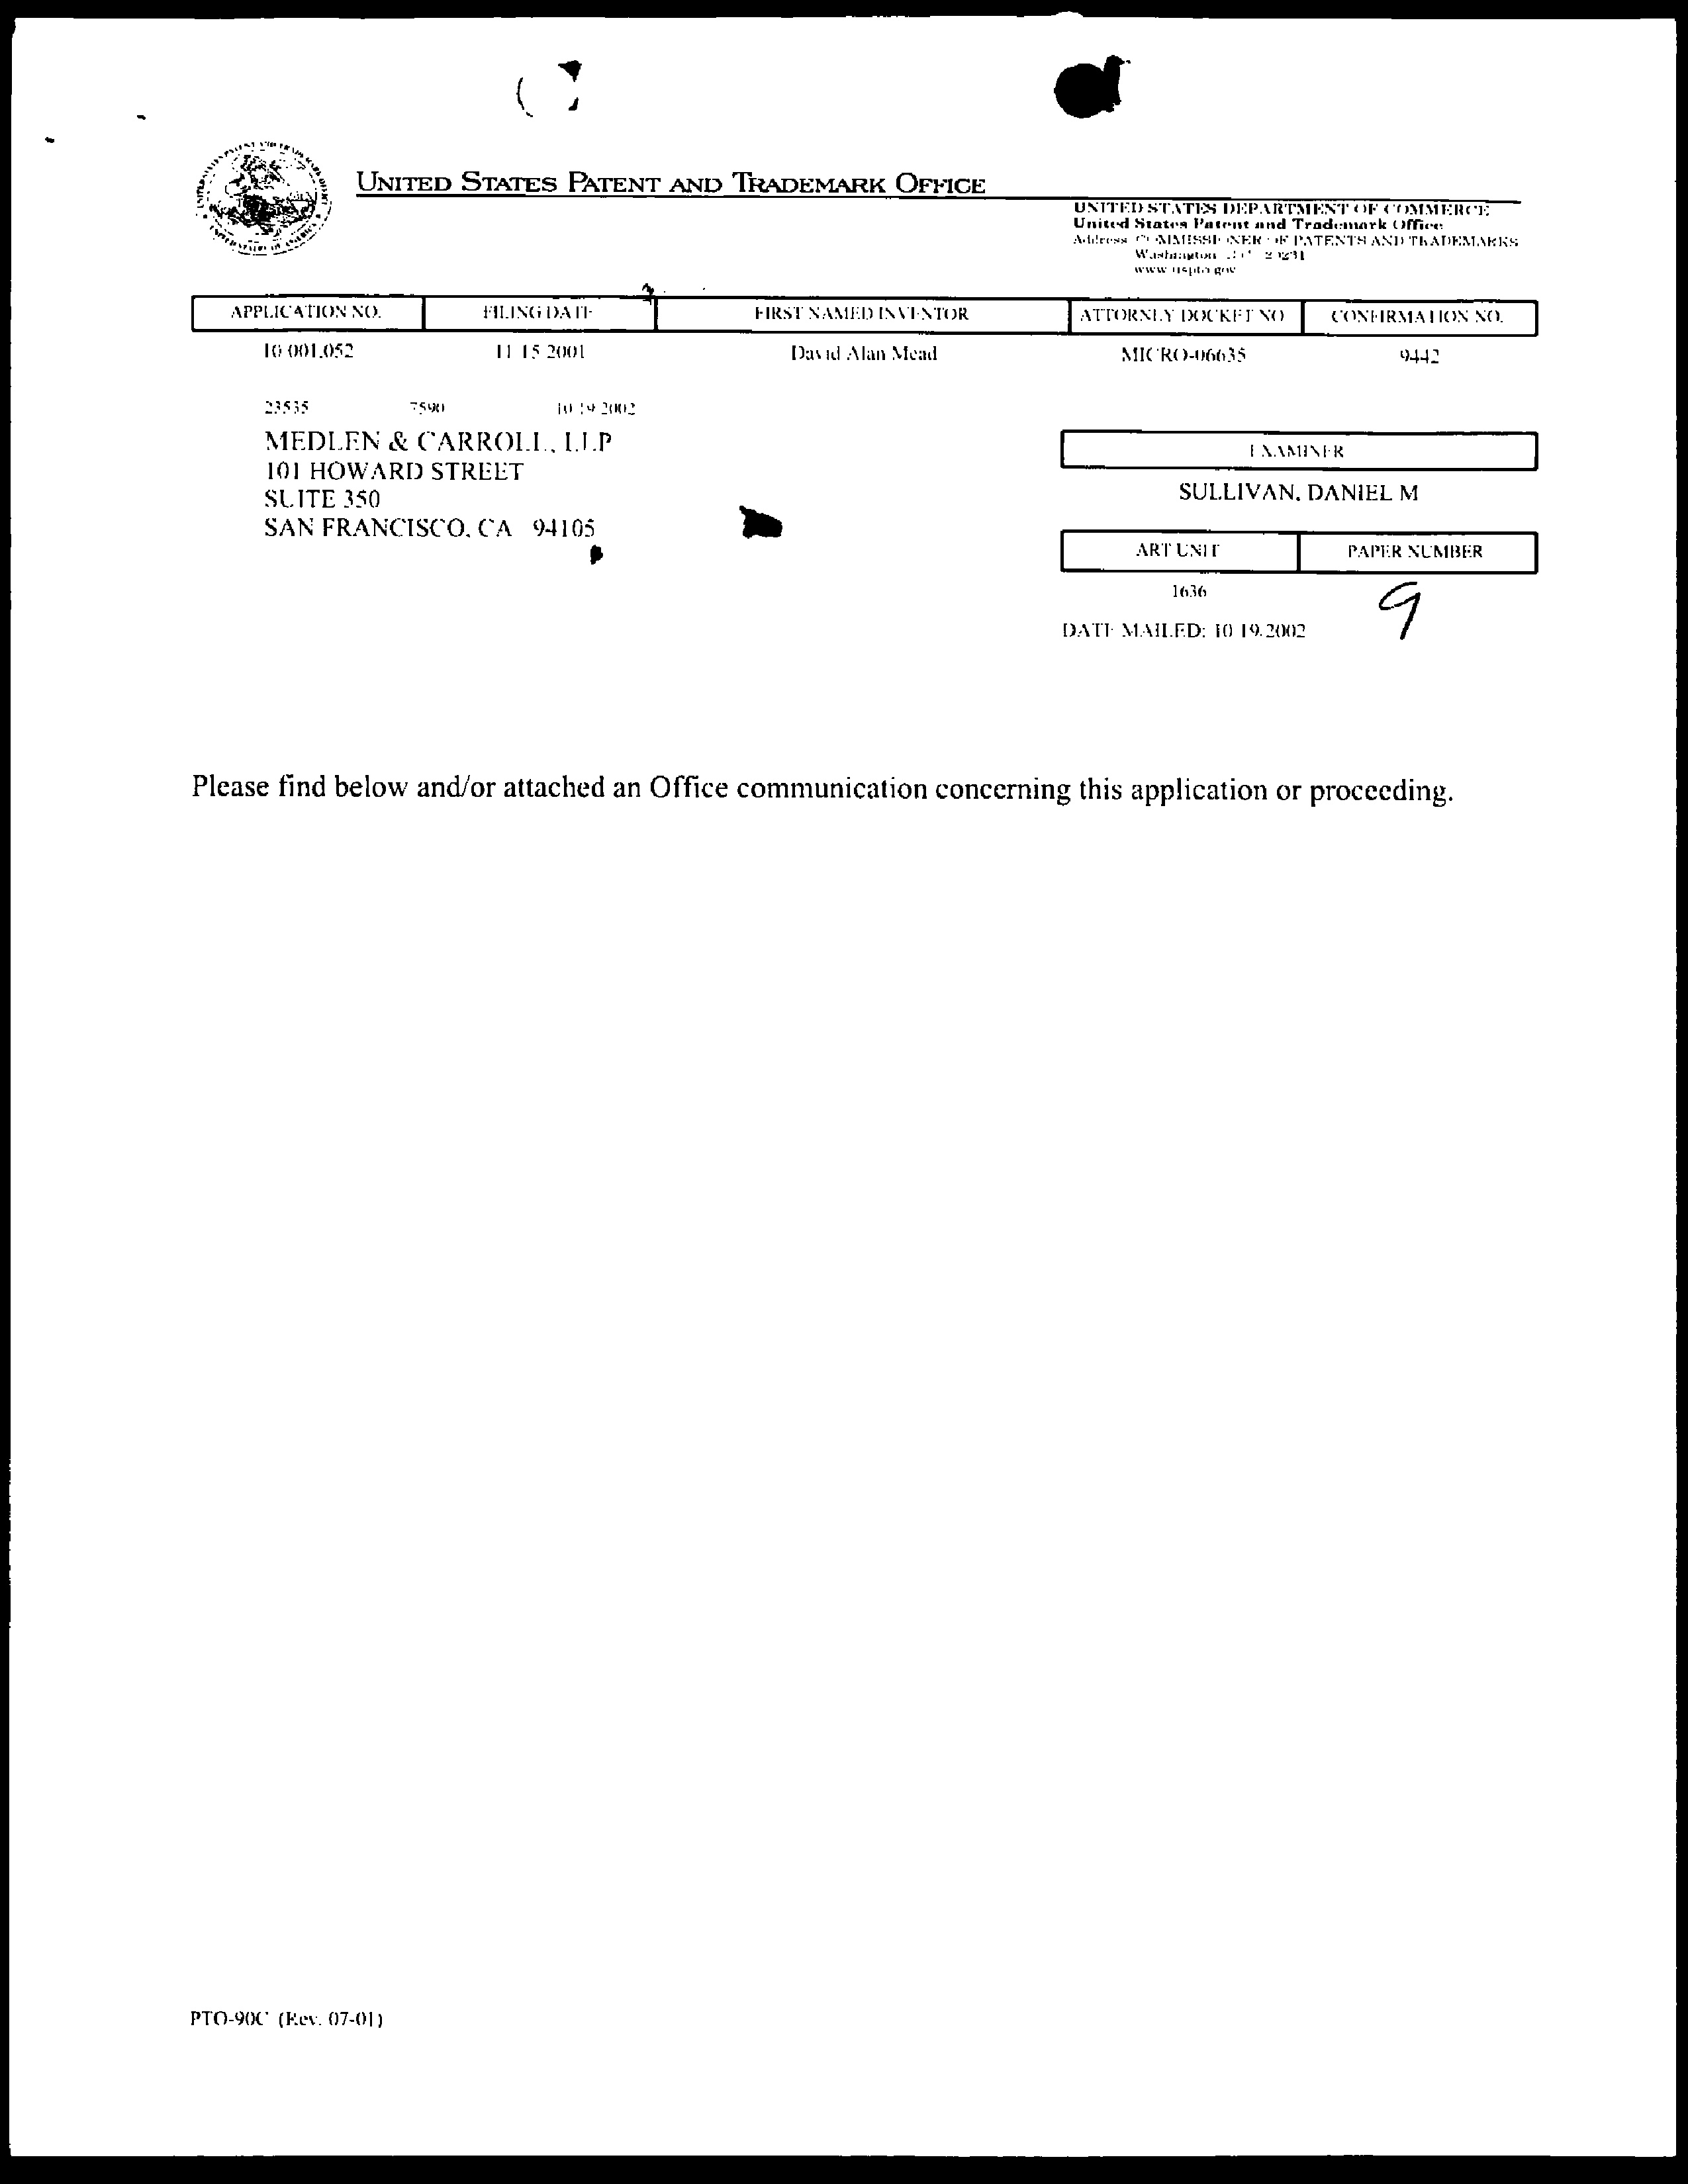 UNITED STATES PATENT AND TRADEMARK OFFICE
UNITED STATES DEPARTMENT OF COMMERCE
United States Patent and Trademark Office
Address COMMISSIONER OF PATENTS AND TRADEMARKS
Washington 20231
www.uspto.gov
APPLICATION NO. FILING DATE FIRST NAMED INVENTOR ATTORNEY DOCKET NO CONFIRMATION NO.
10 001,052 11 15 2001 David Alan Mead MICRO-06635 9442
23535 7590 10 19 2002
MEDLEN & CARROLL, LLP
101 HOWARD STREET
SUITE 350
SAN FRANCISCO, CA 94105
EXAMINER
SULLIVAN, DANIEL M
ART UNIT PAPER NUMBER
1636 9
DATE MAILED: 10 19.2002
Please find below and/or attached an Office communication concerning this application or proceeding.
PTO-90C (Rev. 07-01)